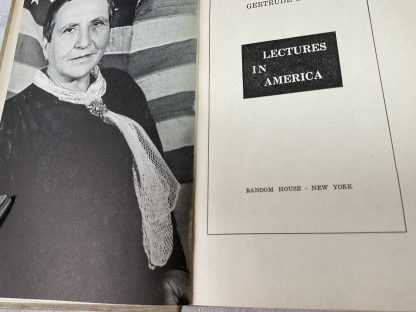 GERTRUDE
LECTURES
IN
AMERICA
RANDOM HOUSE · NEW YORK